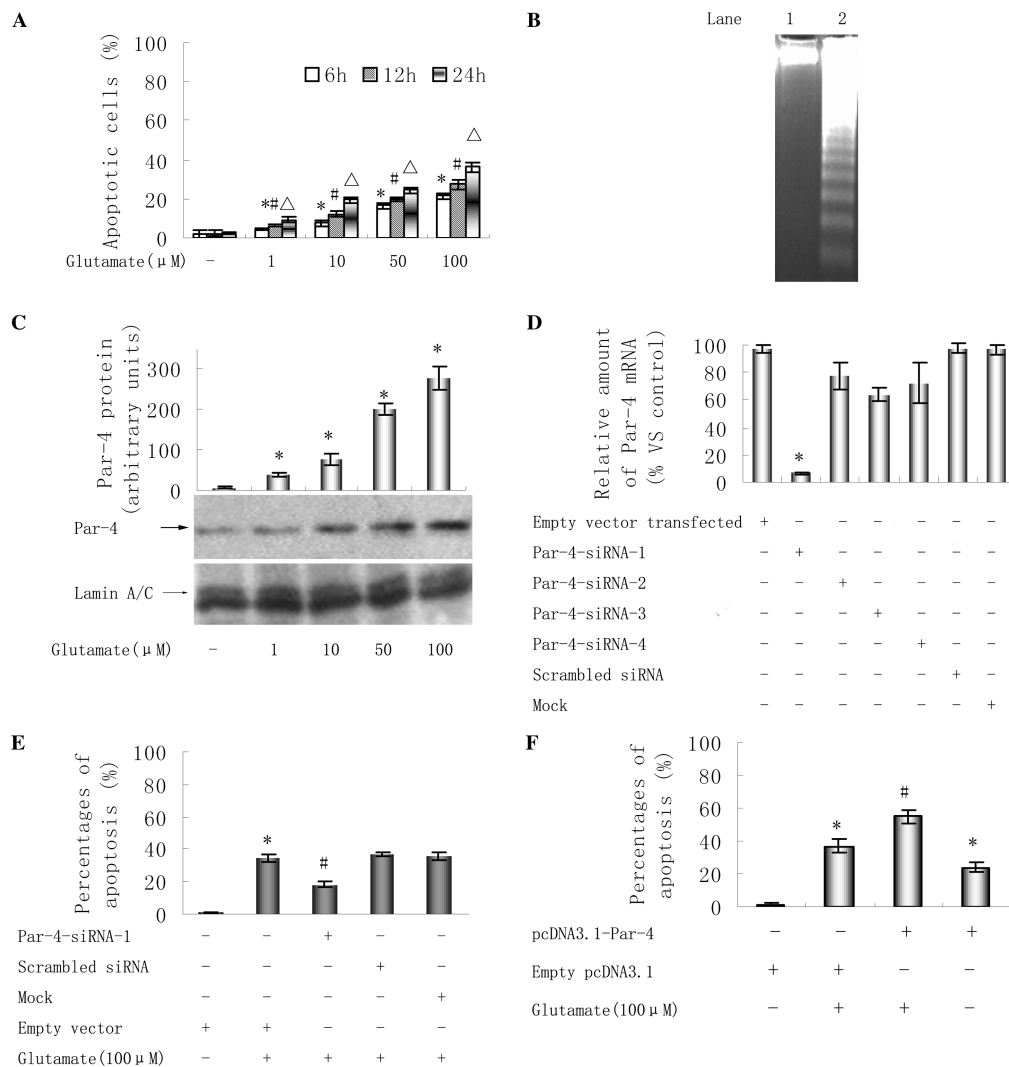 A
Apoptotic cells (%)
100
80
60
40
20
0
6h 12h 24h
*#△ * # △ * # △ * # △
Glutamate(μM) － 1 10 50 100
B
Lane 1 2
C
Par-4 protein
(arbitrary units)
300
200
100
0
* * * *
Par-4
Lamin A/C
Glutamate(μM) － 1 10 50 100
D
Relative amount
of Par-4 mRNA
(% VS control)
100
80
60
40
20
0
*
Empty vector transfected + － － － － － －
Par-4-siRNA-1 － + － － － － －
Par-4-siRNA-2 － － + － － － －
Par-4-siRNA-3 － － － + － － －
Par-4-siRNA-4 － － － － + － －
Scrambled siRNA － － － － － + －
Mock － － － － － － +
E
Percentages of
apoptosis (%)
100
80
60
40
20
0
* #
Par-4-siRNA-1 － － + － －
Scrambled siRNA － － － + －
Mock － － － － +
Empty vector + + － － －
Glutamate(100μM) － + + + +
F
Percentages of
apoptosis (%)
100
80
60
40
20
0
* # *
pcDNA3.1-Par-4 － － + +
Empty pcDNA3.1 + + － －
Glutamate(100μM) － + + －